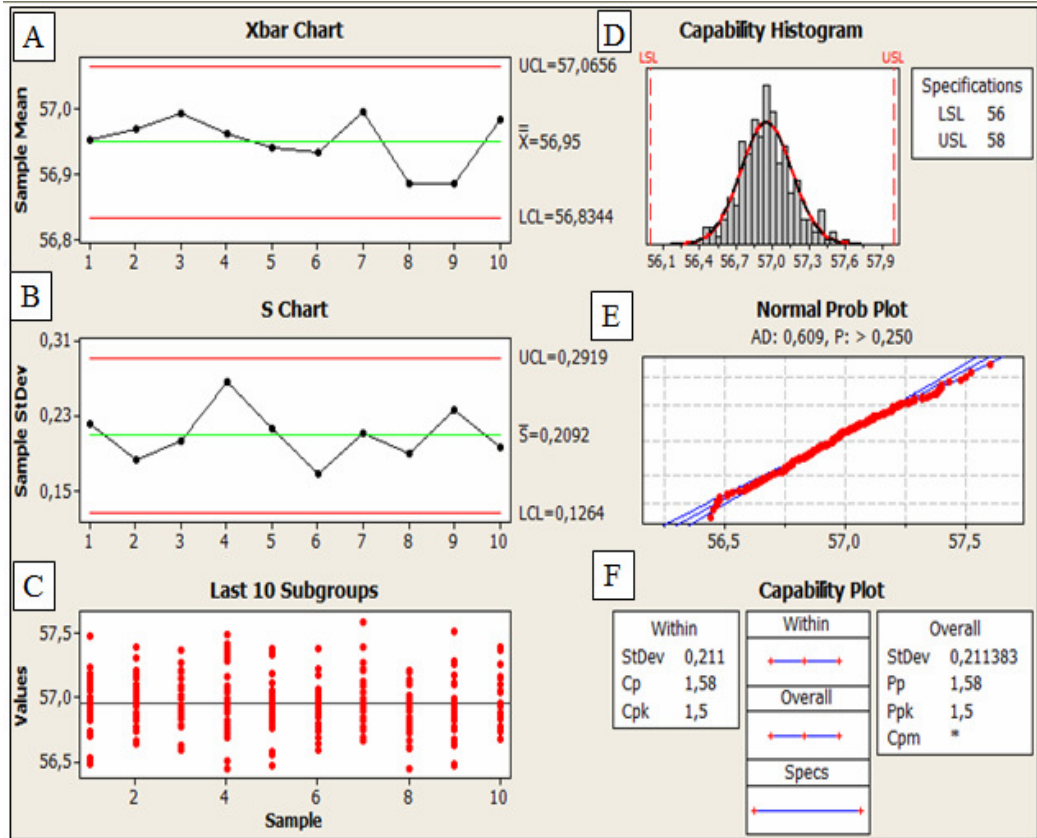 A
Xbar Chart
UCL=57,0656
57,0
X=56,95
56,9
Sample Mean
LCL=56,8344
56,8
1 2 3 4 5 6 7 8 9 10
B
S Chart
0,31
UCL=0,2919
0,23
S=0,2092
Sample StDev
0,15
LCL=0,1264
1 2 3 4 5 6 7 8 9 10
C
Last 10 Subgroups
57,5
57,0
Values
56,5
2 4 6 8 10
Sample
D
Capability Histogram
LSL USL
Specifications
LSL 56
USL 58
56,1 56,4 56,7 57,0 57,3 57,6 57,9
E
Normal Prob Plot
AD: 0,609, P: > 0,250
56,5 57,0 57,5
F
Capability Plot
Within
StDev 0,211
Cp 1,58
Cpk 1,5
Within
Overall
Specs
Overall
StDev 0,211383
Pp 1,58
Ppk 1,5
Cpm *